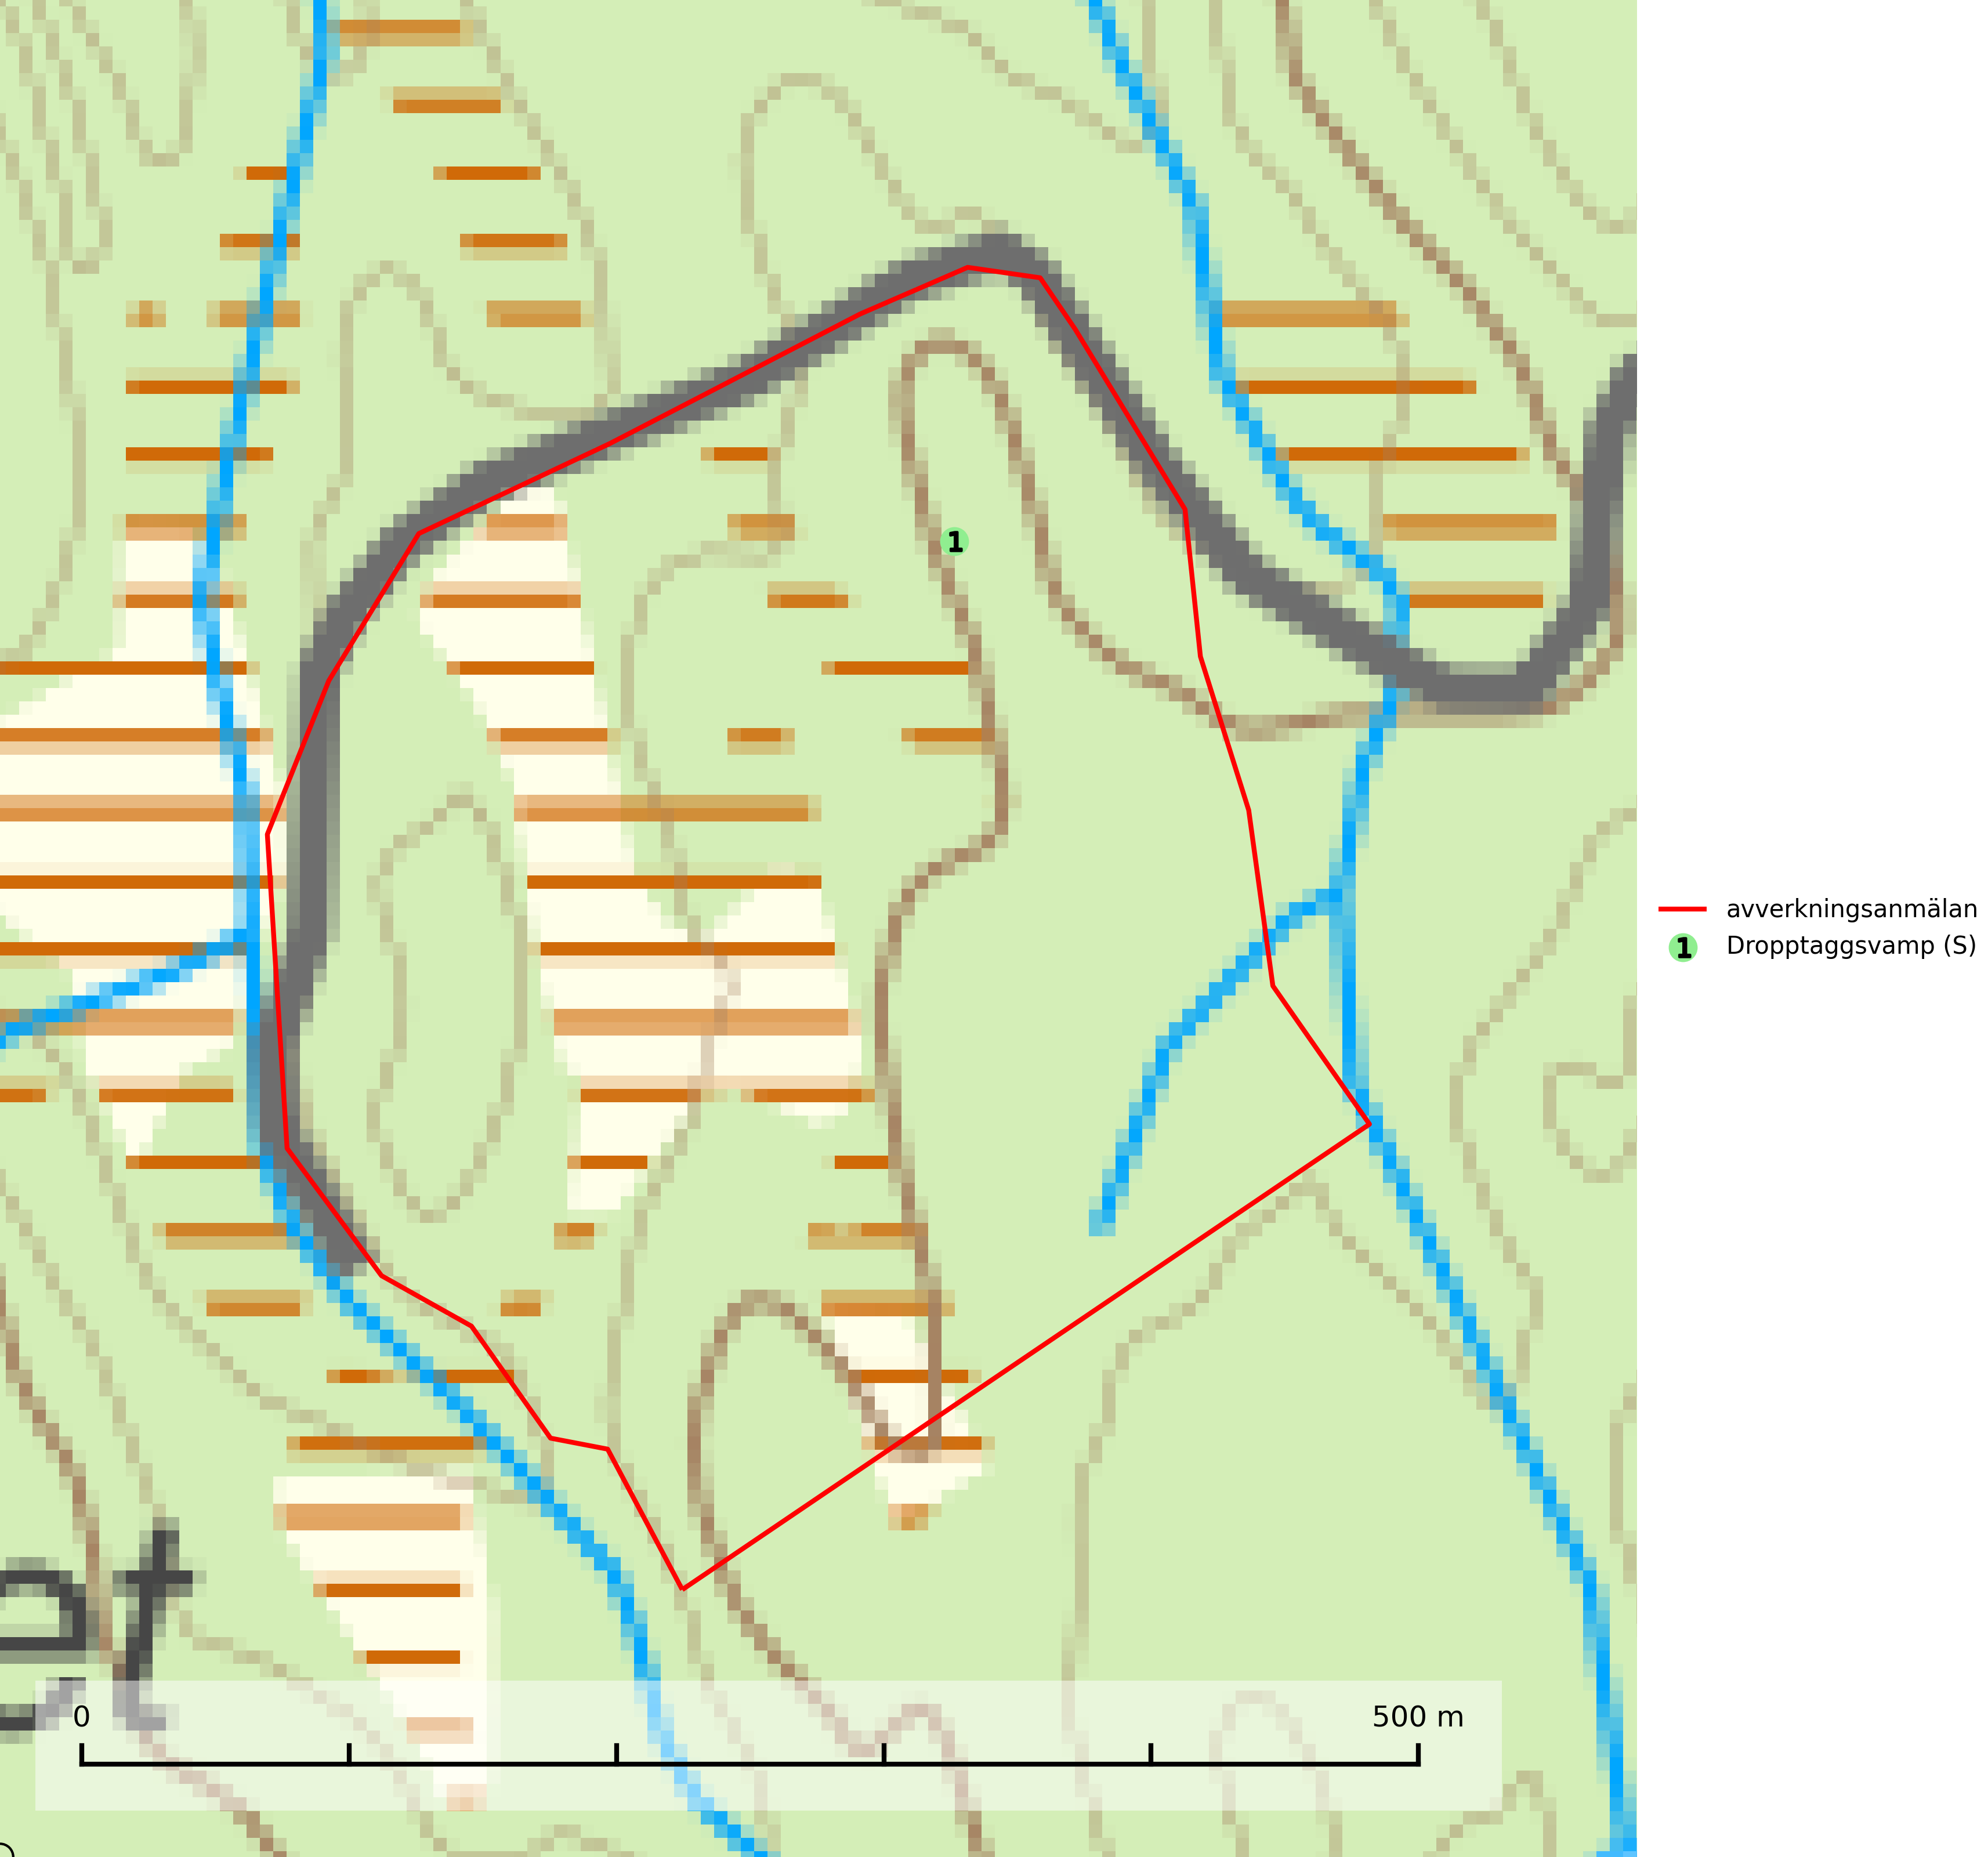 1
avverkningsanmälan
1 Dropptaggsvamp (S)
0 500 m